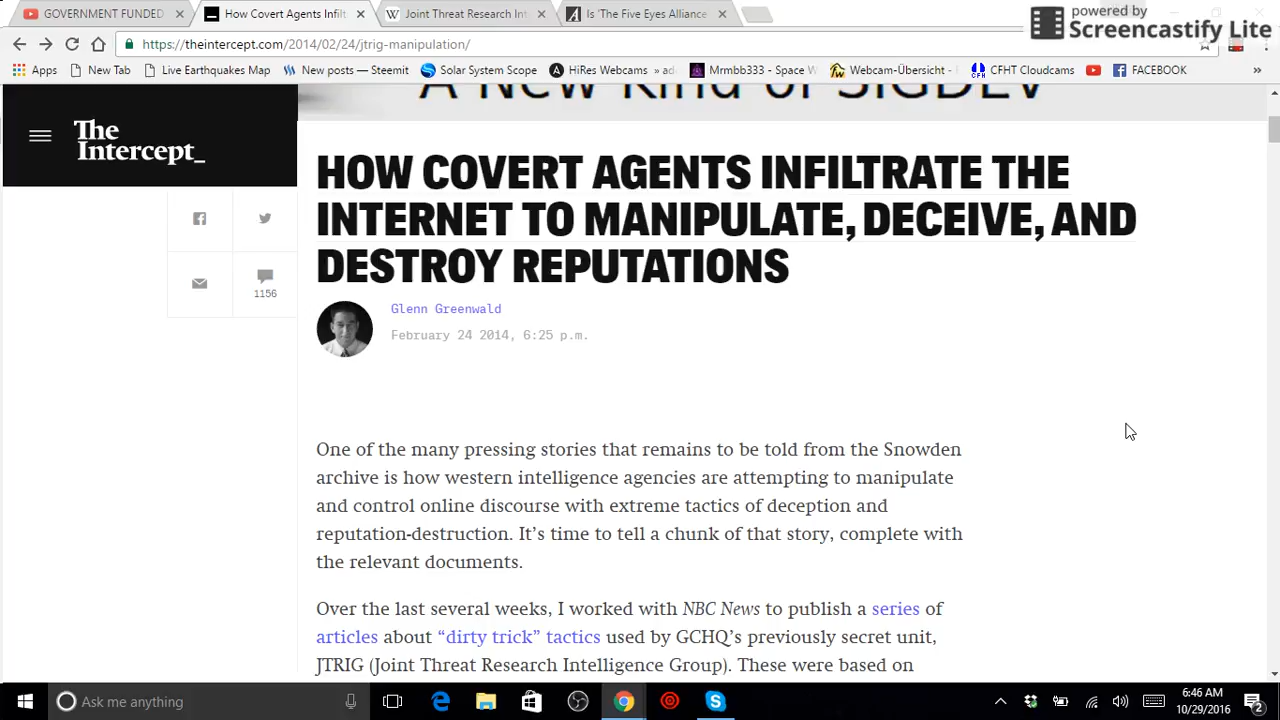 GOVERNMENT FUNDED
How Covert Agents Infilt
Joint Threat Research Int
Is 'The Five Eyes Alliance
powered by
Screencastify Lite
https://theintercept.com/2014/02/24/jtrig-manipulation/
Apps
New Tab
Live Earthquakes Map
New posts — Steemit
Solar System Scope
HiRes Webcams
Mrmbb333 - Space W
Webcam-Übersicht -
CFHT Cloudcams
FACEBOOK
A New Kind of SIGDEV
The
Intercept_
HOW COVERT AGENTS INFILTRATE THE
INTERNET TO MANIPULATE, DECEIVE, AND
DESTROY REPUTATIONS
1156
Glenn Greenwald
February 24 2014, 6:25 p.m.
One of the many pressing stories that remains to be told from the Snowden
archive is how western intelligence agencies are attempting to manipulate
and control online discourse with extreme tactics of deception and
reputation-destruction. It's time to tell a chunk of that story, complete with
the relevant documents.
Over the last several weeks, I worked with NBC News to publish a series of
articles about “dirty trick” tactics used by GCHQ's previously secret unit,
JTRIG (Joint Threat Research Intelligence Group). These were based on
Ask me anything
6:46 AM
10/29/2016
2